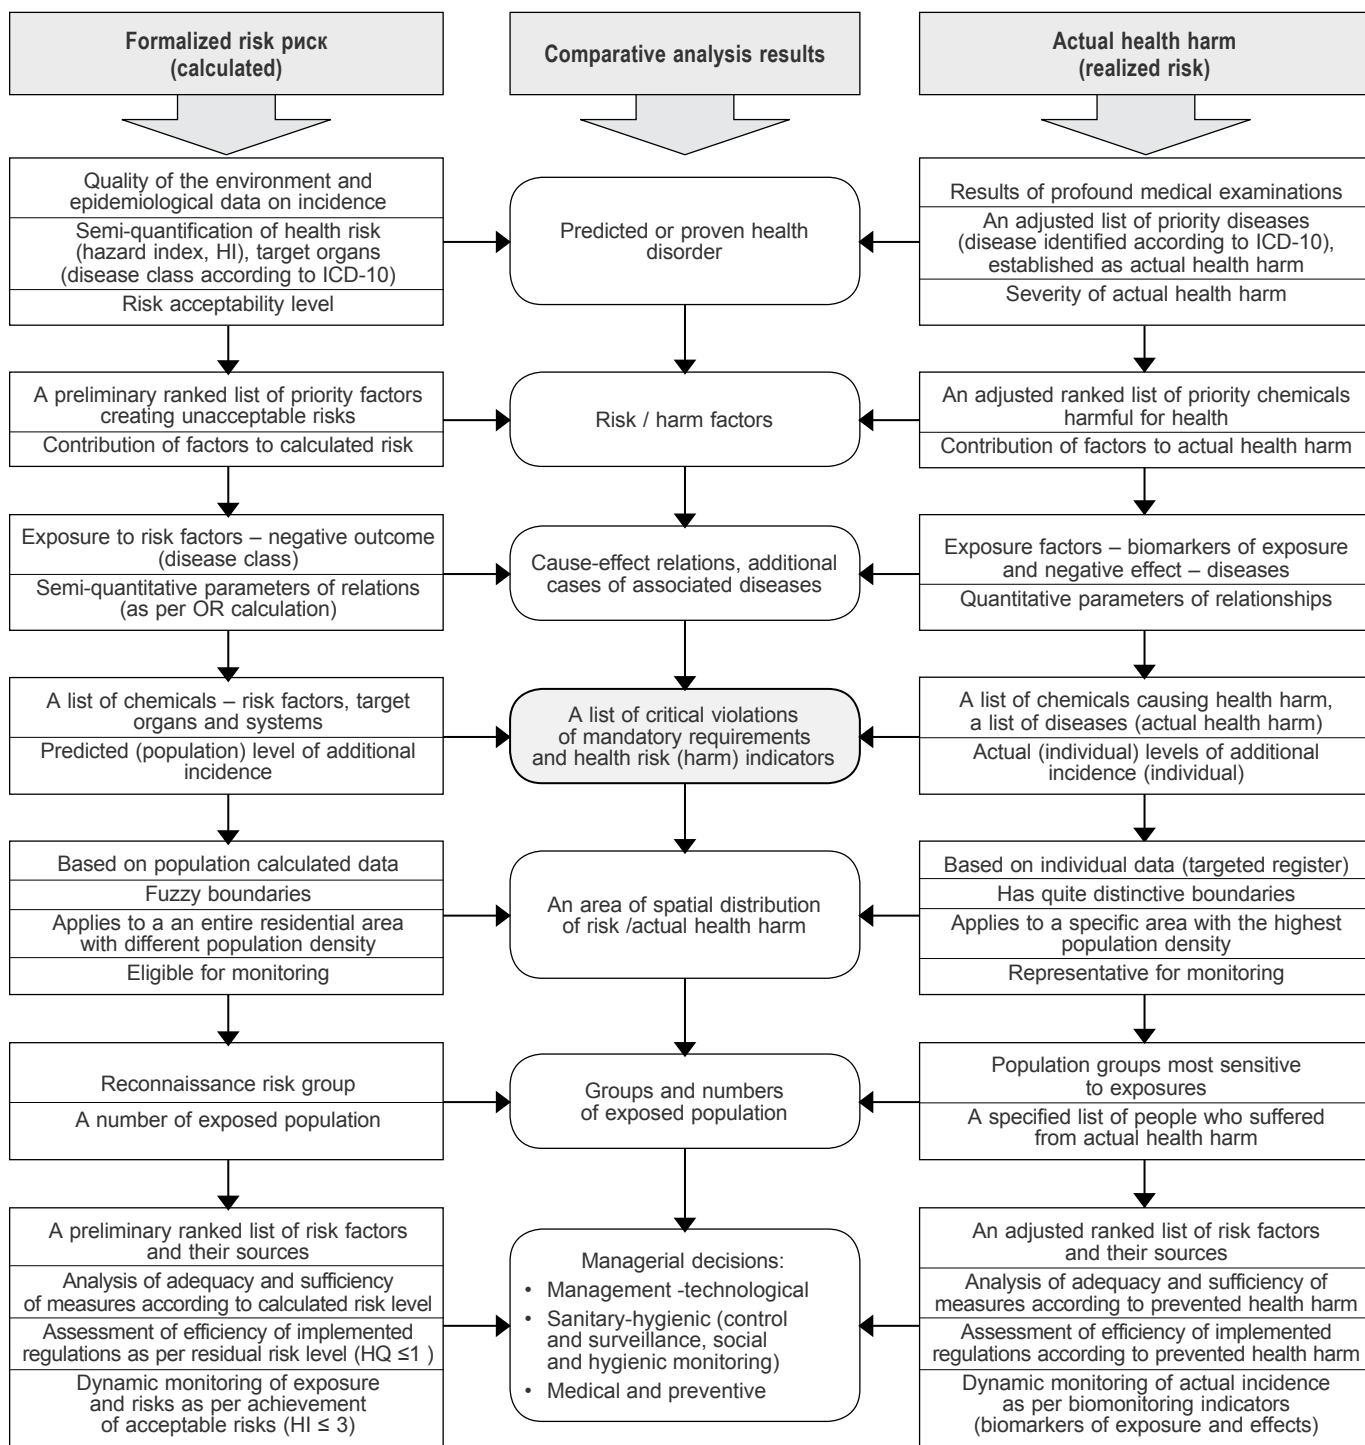 Formalized risk риск
(calculated)
Comparative analysis results
Actual health harm
(realized risk)
Quality of the environment and
epidemiological data on incidence
Semi-quantification of health risk
(hazard index, HI), target organs
(disease class according to ICD-10)
Risk acceptability level
Predicted or proven health
disorder
Results of profound medical examinations
An adjusted list of priority diseases
(disease identified according to ICD-10),
established as actual health harm
Severity of actual health harm
A preliminary ranked list of priority factors
creating unacceptable risks
Contribution of factors to calculated risk
Risk / harm factors
An adjusted ranked list of priority chemicals
harmful for health
Contribution of factors to actual health harm
Exposure to risk factors – negative outcome
(disease class)
Semi-quantitative parameters of relations
(as per OR calculation)
Cause-effect relations, additional
cases of associated diseases
Exposure factors – biomarkers of exposure
and negative effect – diseases
Quantitative parameters of relationships
A list of chemicals – risk factors, target
organs and systems
Predicted (population) level of additional
incidence
A list of critical violations
of mandatory requirements
and health risk (harm) indicators
A list of chemicals causing health harm,
a list of diseases (actual health harm)
Actual (individual) levels of additional
incidence (individual)
Based on population calculated data
Fuzzy boundaries
Applies to a an entire residential area
with different population density
Eligible for monitoring
An area of spatial distribution
of risk /actual health harm
Based on individual data (targeted register)
Has quite distinctive boundaries
Applies to a specific area with the highest
population density
Representative for monitoring
Reconnaissance risk group
A number of exposed population
Groups and numbers
of exposed population
Population groups most sensitive
to exposures
A specified list of people who suffered
from actual health harm
A preliminary ranked list of risk factors
and their sources
Analysis of adequacy and sufficiency
of measures according to calculated risk level
Assessment of efficiency of implemented
regulations as per residual risk level (HQ ≤1 )
Dynamic monitoring of exposure
and risks as per achievement
of acceptable risks (HI ≤ 3)
Managerial decisions:
• Management -technological
• Sanitary-hygienic (control
and surveillance, social
and hygienic monitoring)
• Medical and preventive
An adjusted ranked list of risk factors
and their sources
Analysis of adequacy and sufficiency of
measures according to prevented health harm
Assessment of efficiency of implemented
regulations according to prevented health harm
Dynamic monitoring of actual incidence
as per biomonitoring indicators
(biomarkers of exposure and effects)